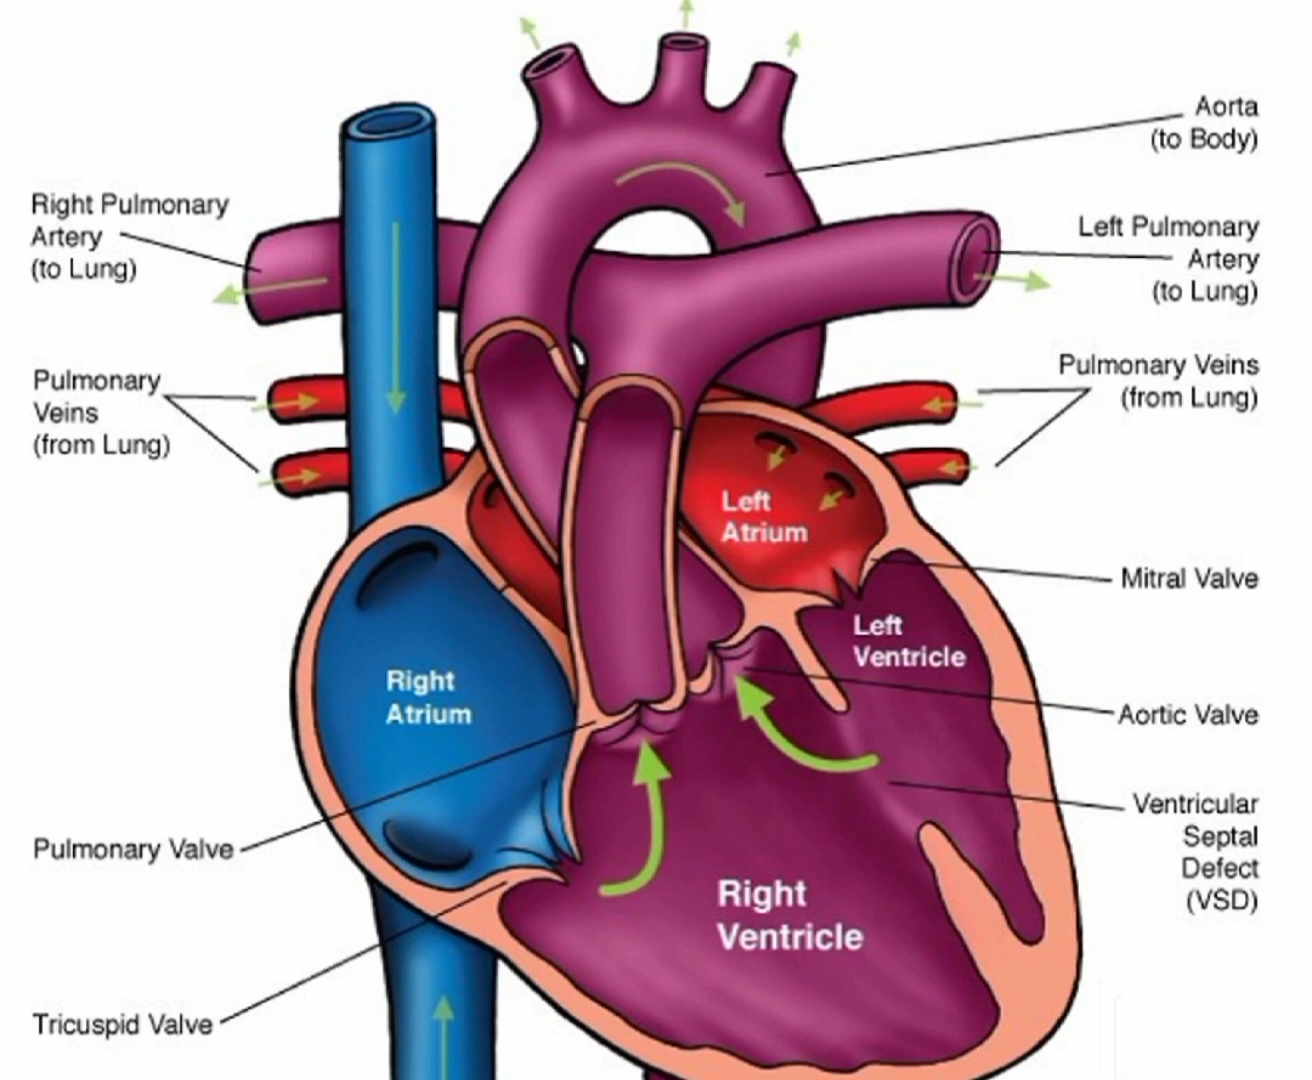 Aorta
(to Body)
Right Pulmonary
Artery
(to Lung)
Left Pulmonary
Artery
(to Lung)
Pulmonary
Veins
(from Lung)
Pulmonary Veins
(from Lung)
Left
Atrium
Mitral Valve
Left
Ventricle
Right
Atrium
Aortic Valve
Ventricular
Septal
Defect
(VSD)
Pulmonary Valve
Right
Ventricle
Tricuspid Valve